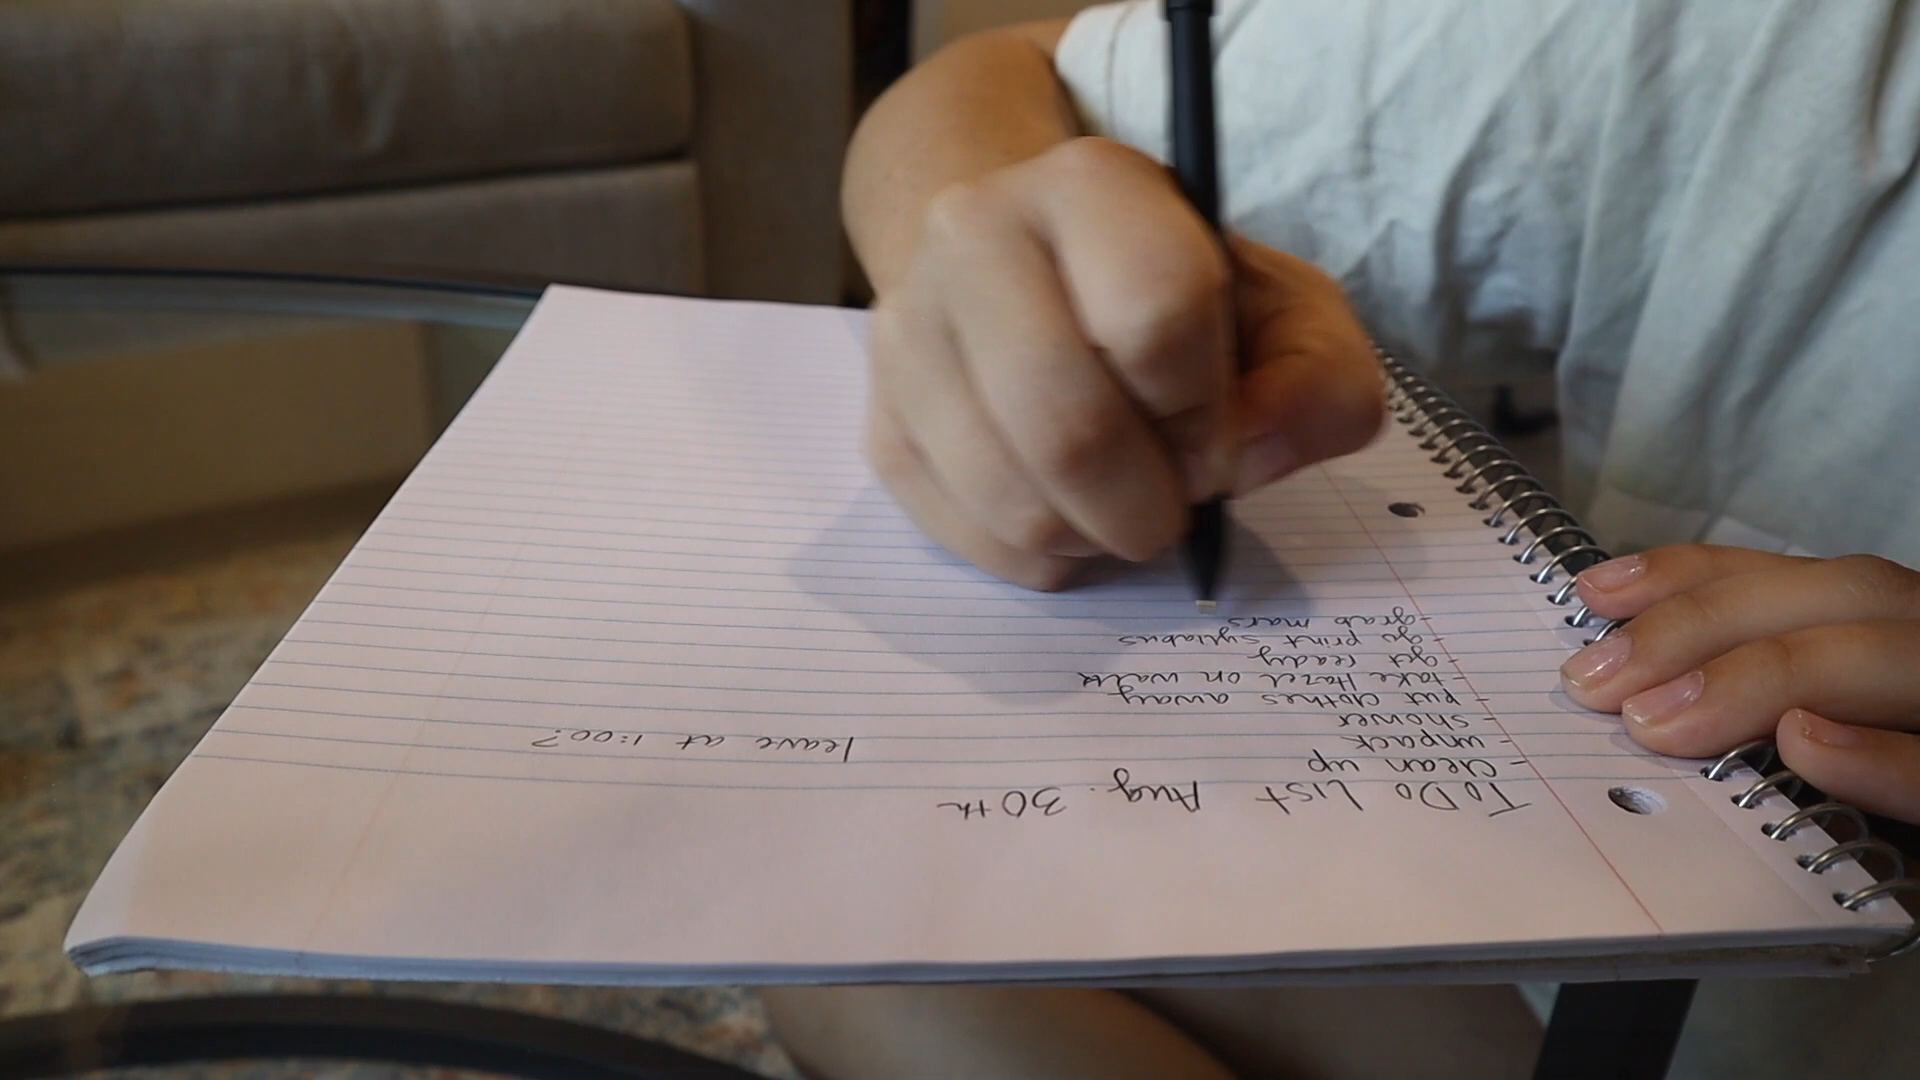 To Do List Aug. 30th
- clean up
- unpack
leave at 1:00?
- shower
- put clothes away
- take Hazel on walk
- get ready
- go print syllabus
- grab mars